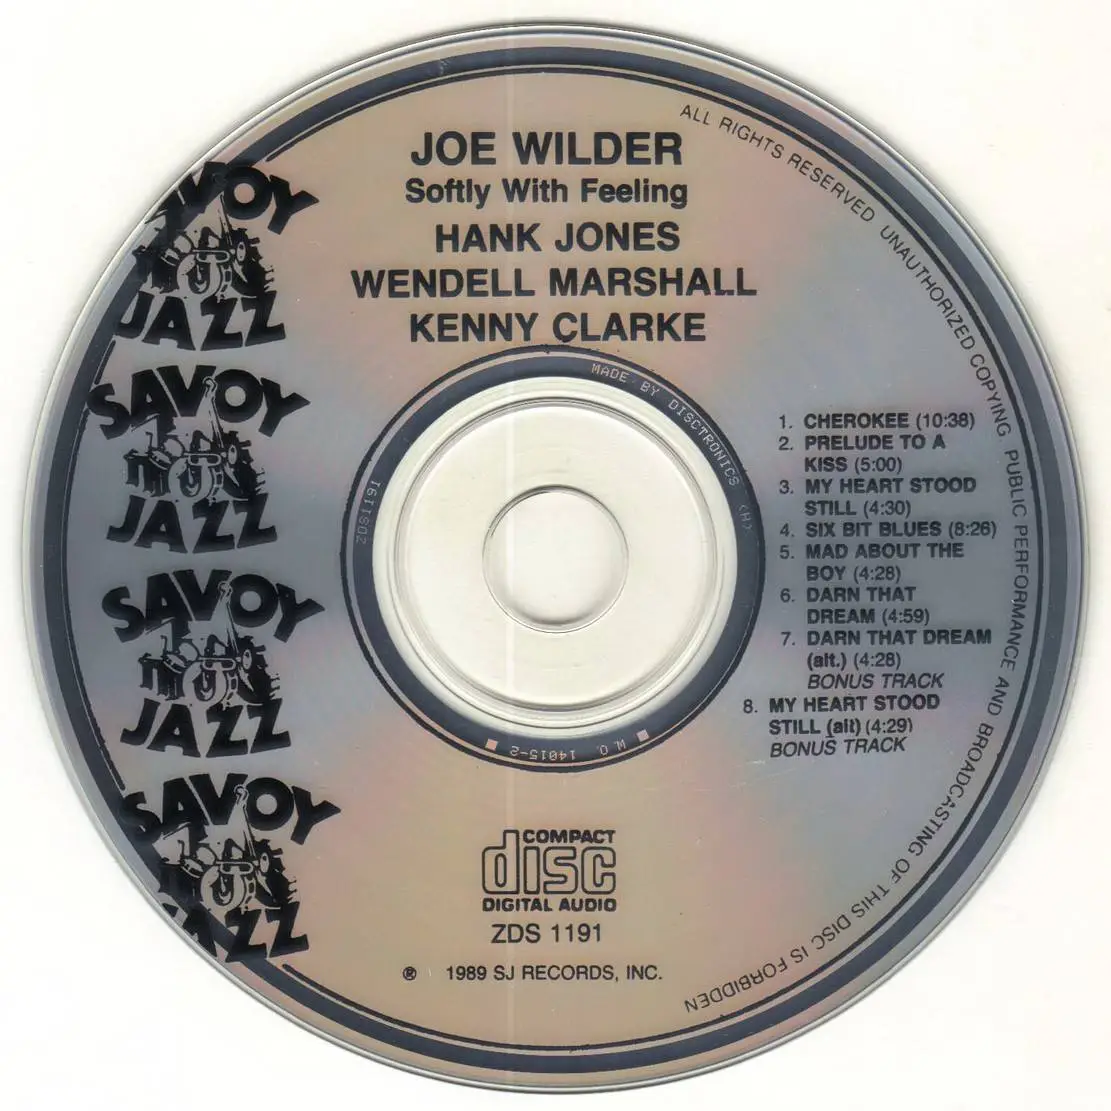 JOE WILDER
Softly With Feeling
HANK JONES
WENDELL MARSHALL
KENNY CLARKE
SAVOY
JAZZ
SAVOY
JAZZ
SAVOY
JAZZ
SAVOY
JAZZ
1. CHEROKEE (10:38)
2. PRELUDE TO A
KISS (5:00)
3. MY HEART STOOD
STILL (4:30)
4. SIX BIT BLUES (8:26)
5. MAD ABOUT THE
BOY (4:28)
6. DARN THAT
DREAM (4:59)
7. DARN THAT DREAM
(alt.) (4:28)
BONUS TRACK
8. MY HEART STOOD
STILL (alt) (4:29)
BONUS TRACK
COMPACT
disc
DIGITAL AUDIO
ZDS 1191
℗ 1989 SJ RECORDS, INC.
ALL RIGHTS RESERVED UNAUTHORIZED COPYING PUBLIC PERFORMANCE AND BROADCASTING OF THIS DISC IS FORBIDDEN
ZDS1191
MADE BY DISCTRONICS (H)
W.O. 14015-2